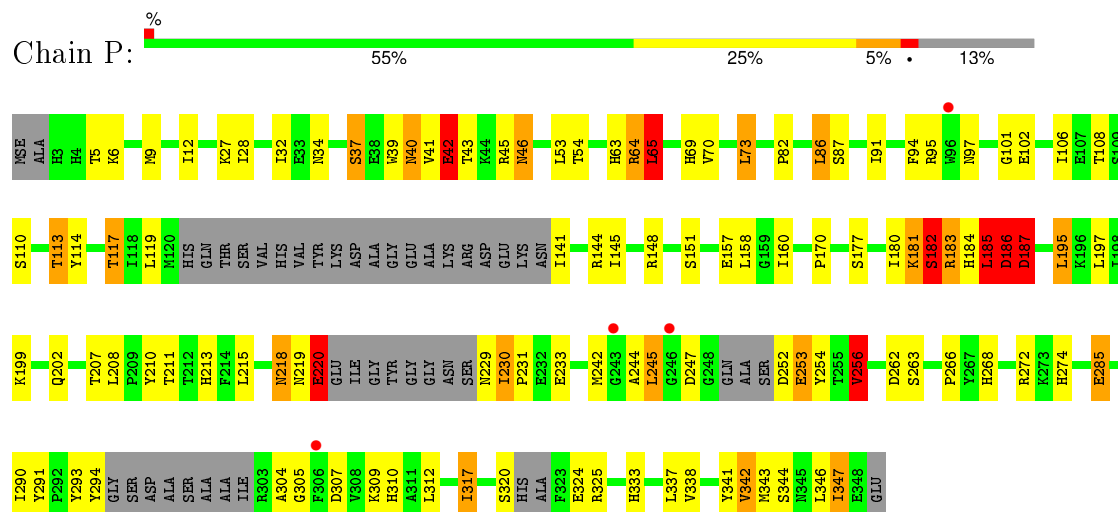 %
Chain P:
55% 25% 5% • 13%
MSE ALA H3 H4 T5 K6 M9 I12 K27 I28 I32 E33 N34 S37 E38 W39 N40 V41 E42 T43 K44 R45 N46 L53 T54 H63 R64 L65 H69 V70 L73 P82 L86 S87 I91 F94 R95 W96 N97 G101 E102 I106 E107 T108 S109
S110 T113 Y114 T117 I118 L119 M120 HIS GLN THR SER VAL HIS VAL TYR LYS ASP ALA GLY GLU ALA LYS ARG ASP GLU LYS ASN I141 R144 I145 R148 S151 E157 L158 G159 I160 P170 S177 I180 K181 S182 R183 H184 L185 D186 D187 L195 K196 L197 I198
K199 Q202 T207 L208 P209 Y210 T211 T212 H213 F214 L215 N218 N219 E220 GLU ILE GLY TYR GLY GLY ASN SER N229 I230 P231 E232 E233 M242 G243 A244 L245 G246 D247 G248 GLN ALA SER D252 E253 Y254 T255 V256 D262 S263 P266 Y267 H268 R272 K273 H274 E285
I290 Y291 P292 Y293 Y294 GLY SER ASP ALA SER ALA ALA ILE R303 A304 G305 F306 D307 V308 K309 H310 A311 L312 I317 S320 HIS ALA F323 E324 R325 H333 L337 V338 Y341 V342 M343 S344 N345 L346 I347 E348 GLU